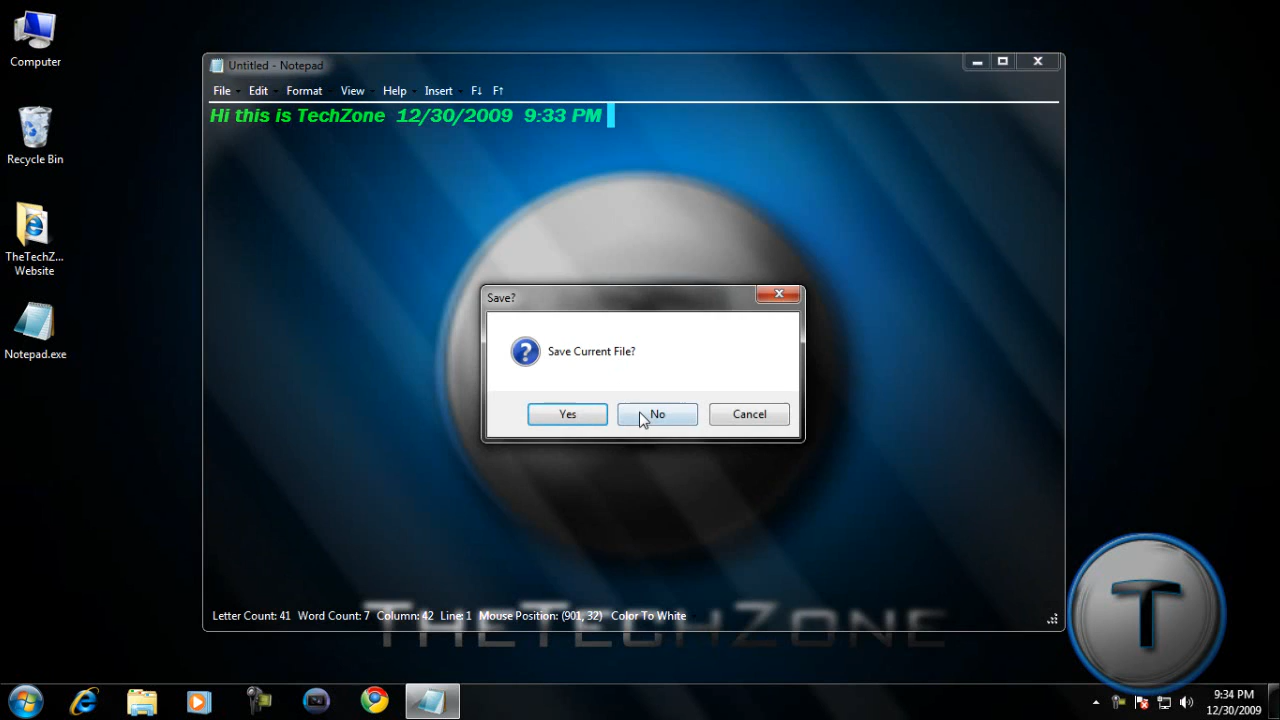 Computer
Recycle Bin
TheTechZ...
Website
Notepad.exe
Untitled - Notepad
File Edit Format View Help Insert F↓ F↑
Hi this is TechZone 12/30/2009 9:33 PM
Save?
Save Current File?
Yes No Cancel
Letter Count: 41 Word Count: 7 Column: 42 Line: 1 Mouse Position: (901, 32) Color To White
TheTechZone
T
9:34 PM
12/30/2009